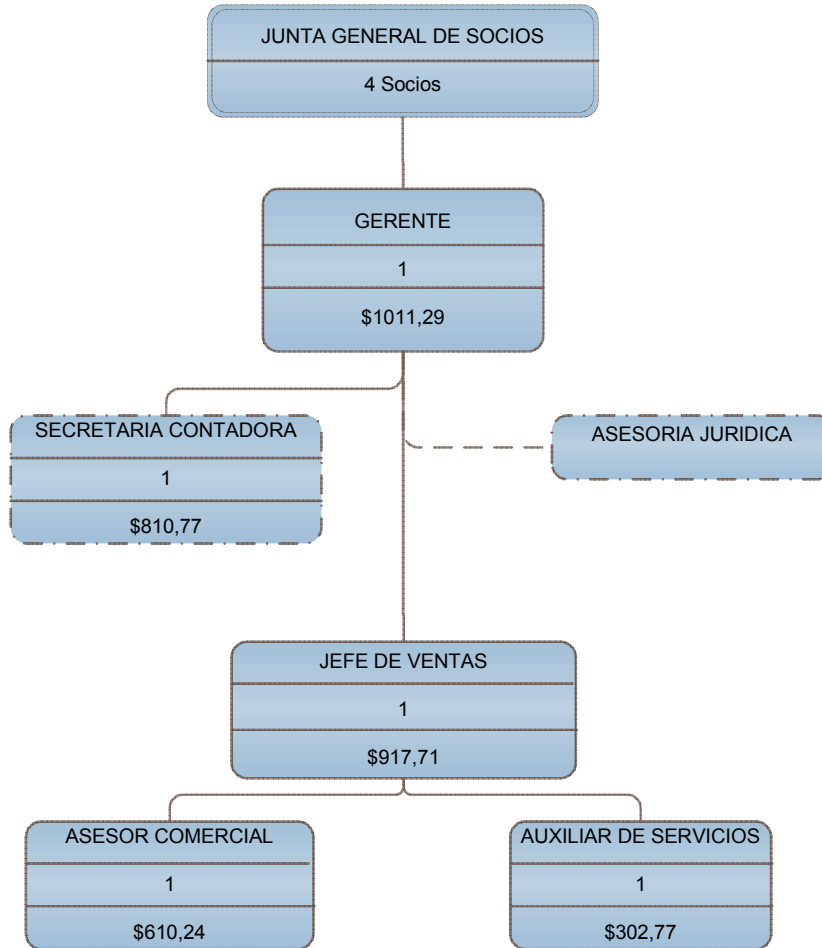 JUNTA GENERAL DE SOCIOS
4 Socios
GERENTE
1
$1011,29
SECRETARIA CONTADORA
1
$810,77
ASESORIA JURIDICA
JEFE DE VENTAS
1
$917,71
ASESOR COMERCIAL
1
$610,24
AUXILIAR DE SERVICIOS
1
$302,77